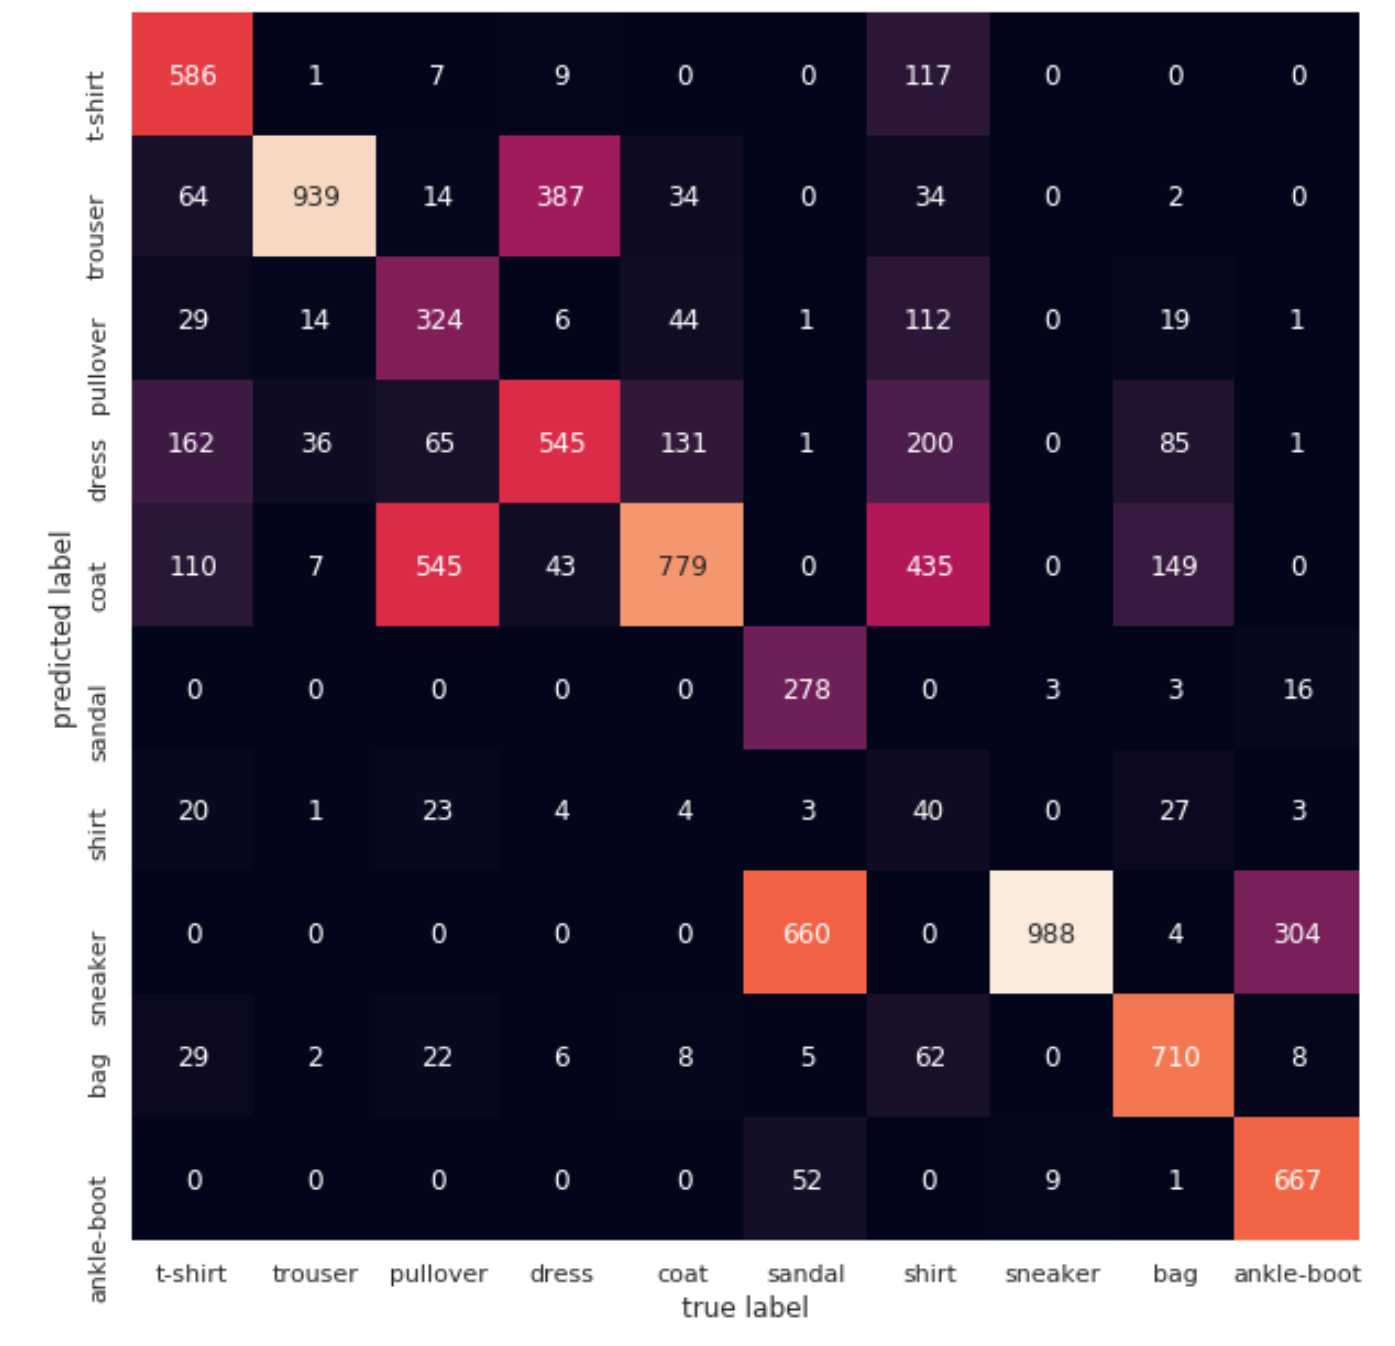 predicted label
t-shirt 586 1 7 9 0 0 117 0 0 0
trouser 64 939 14 387 34 0 34 0 2 0
pullover 29 14 324 6 44 1 112 0 19 1
dress 162 36 65 545 131 1 200 0 85 1
coat 110 7 545 43 779 0 435 0 149 0
sandal 0 0 0 0 0 278 0 3 3 16
shirt 20 1 23 4 4 3 40 0 27 3
sneaker 0 0 0 0 0 660 0 988 4 304
bag 29 2 22 6 8 5 62 0 710 8
ankle-boot 0 0 0 0 0 52 0 9 1 667
t-shirt trouser pullover dress coat sandal shirt sneaker bag ankle-boot
true label